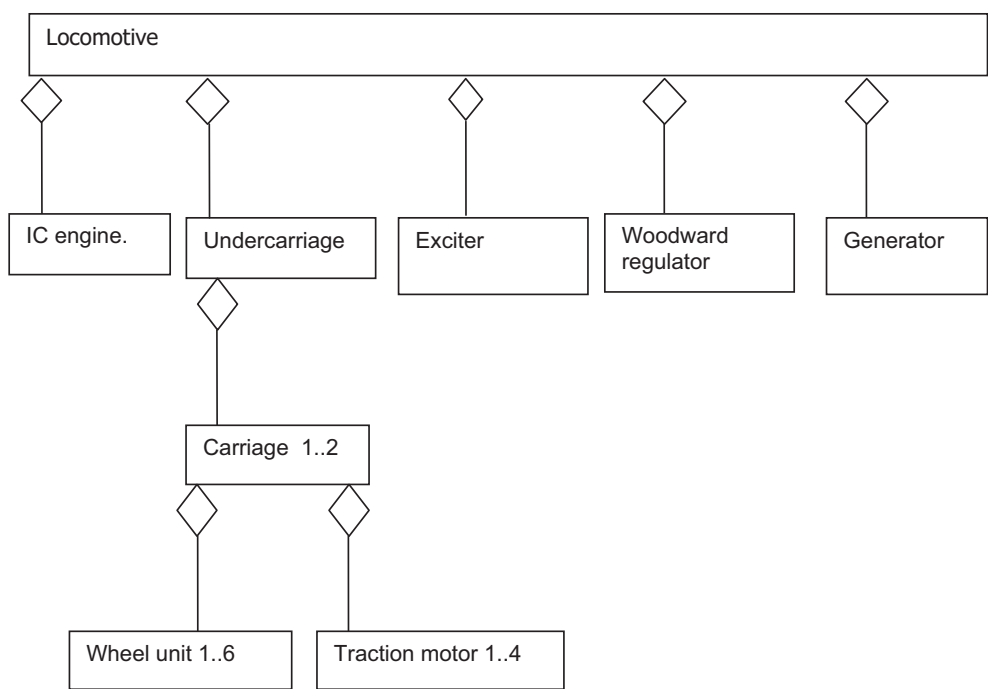 Locomotive
IC engine.
Undercarriage
Exciter
Woodward
regulator
Generator
Carriage 1..2
Wheel unit 1..6
Traction motor 1..4